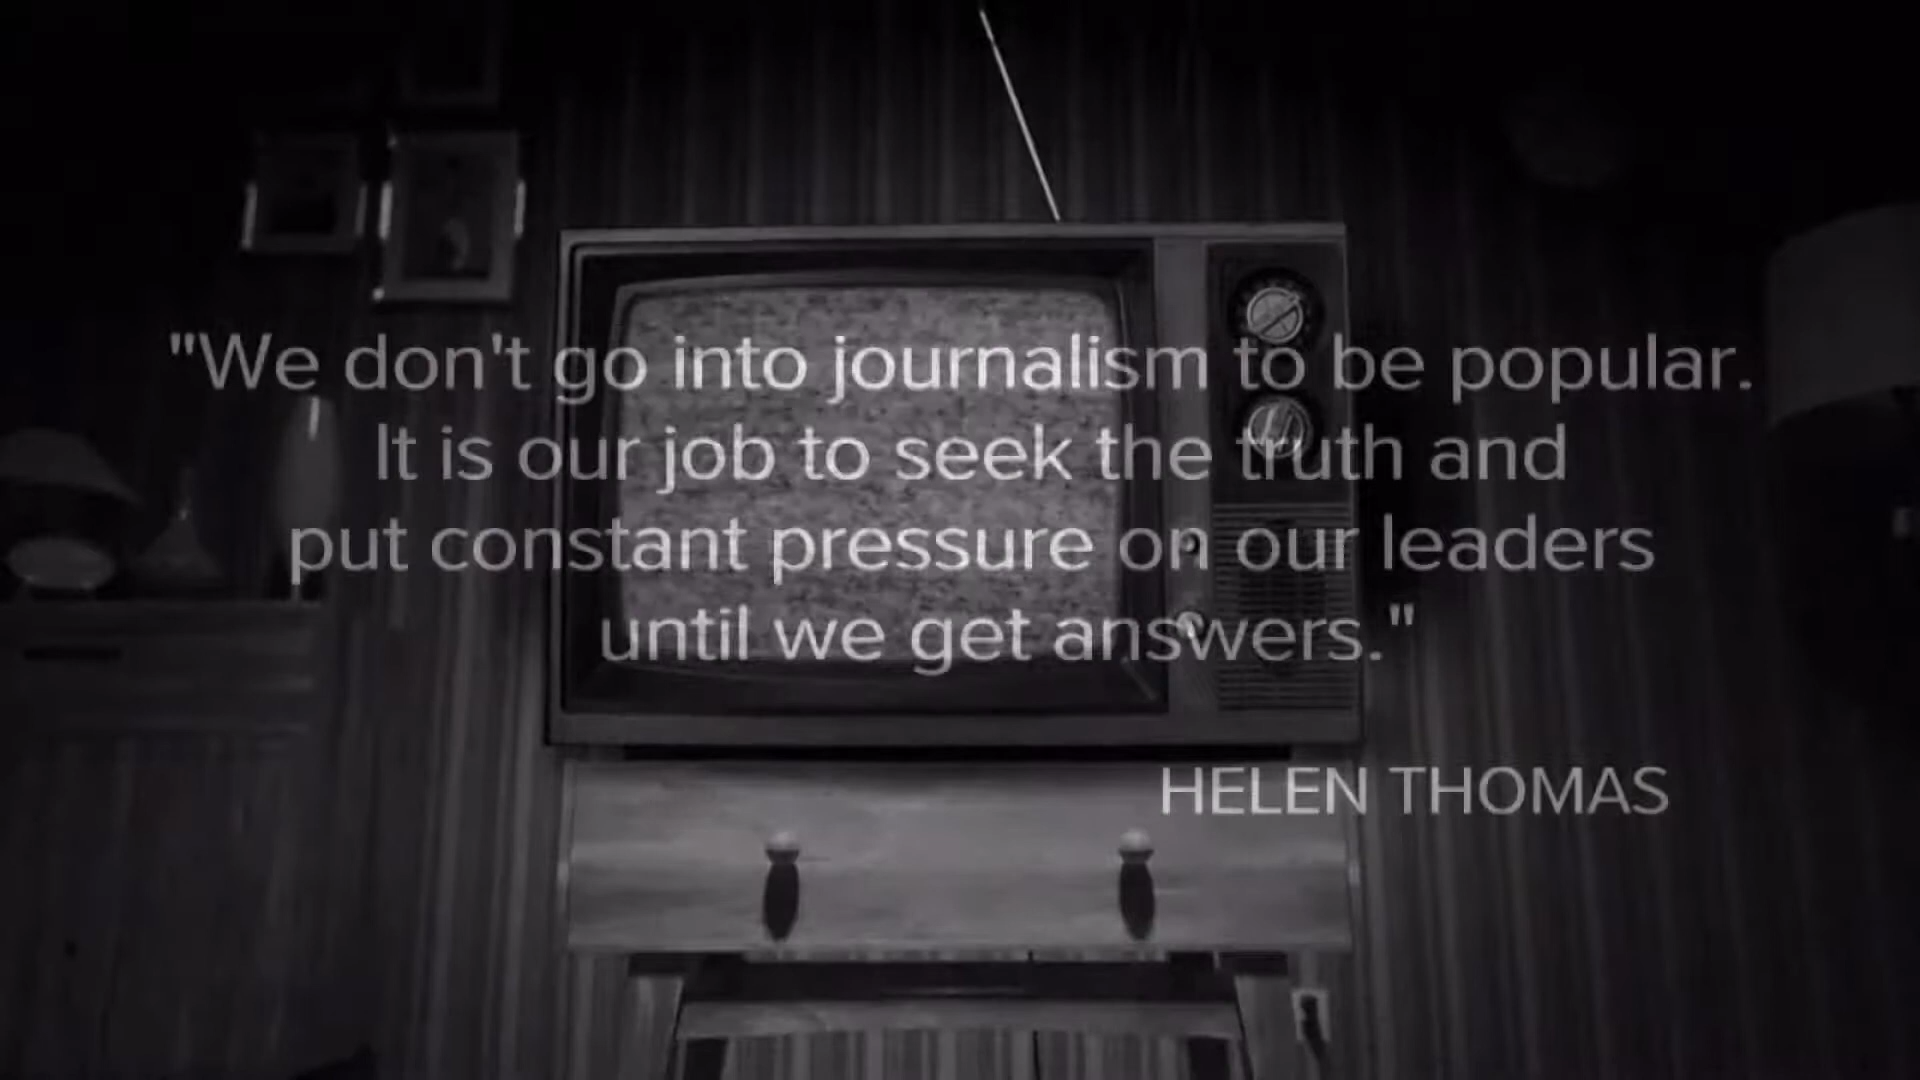 "We don't go into journalism to be popular.
It is our job to seek the truth and
put constant pressure on our leaders
until we get answers."
HELEN THOMAS